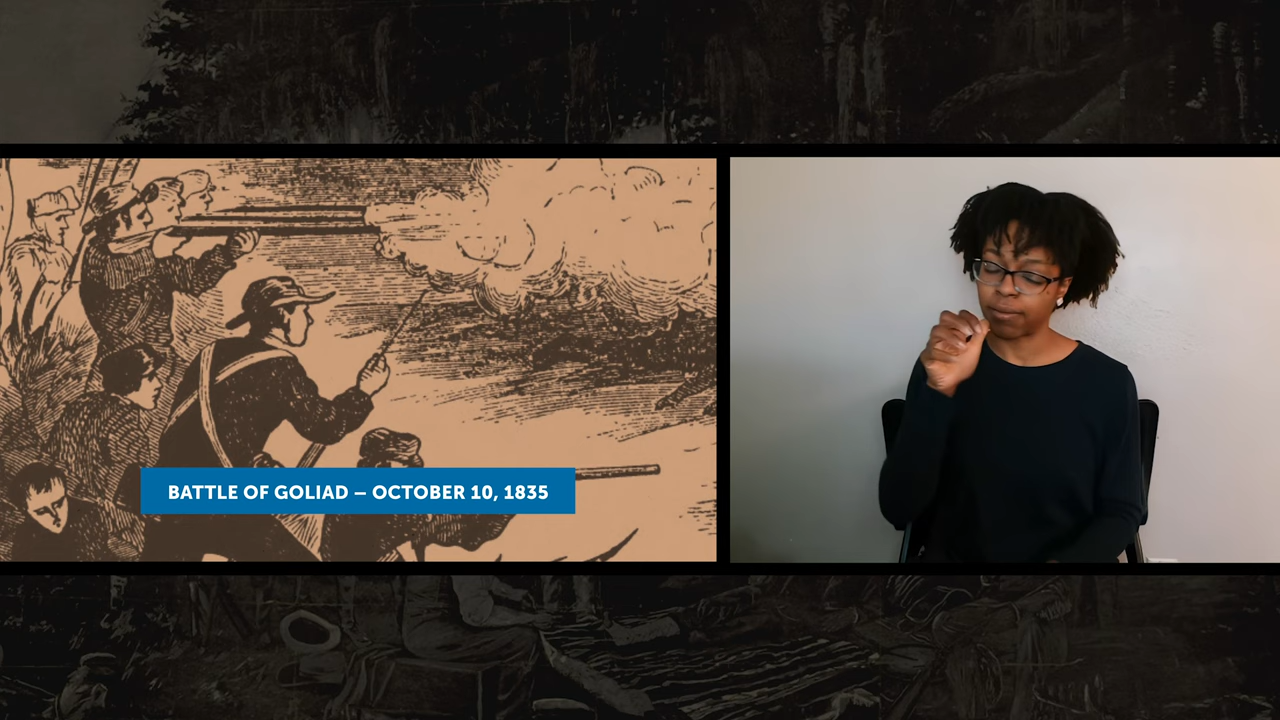 BATTLE OF GOLIAD – OCTOBER 10, 1835